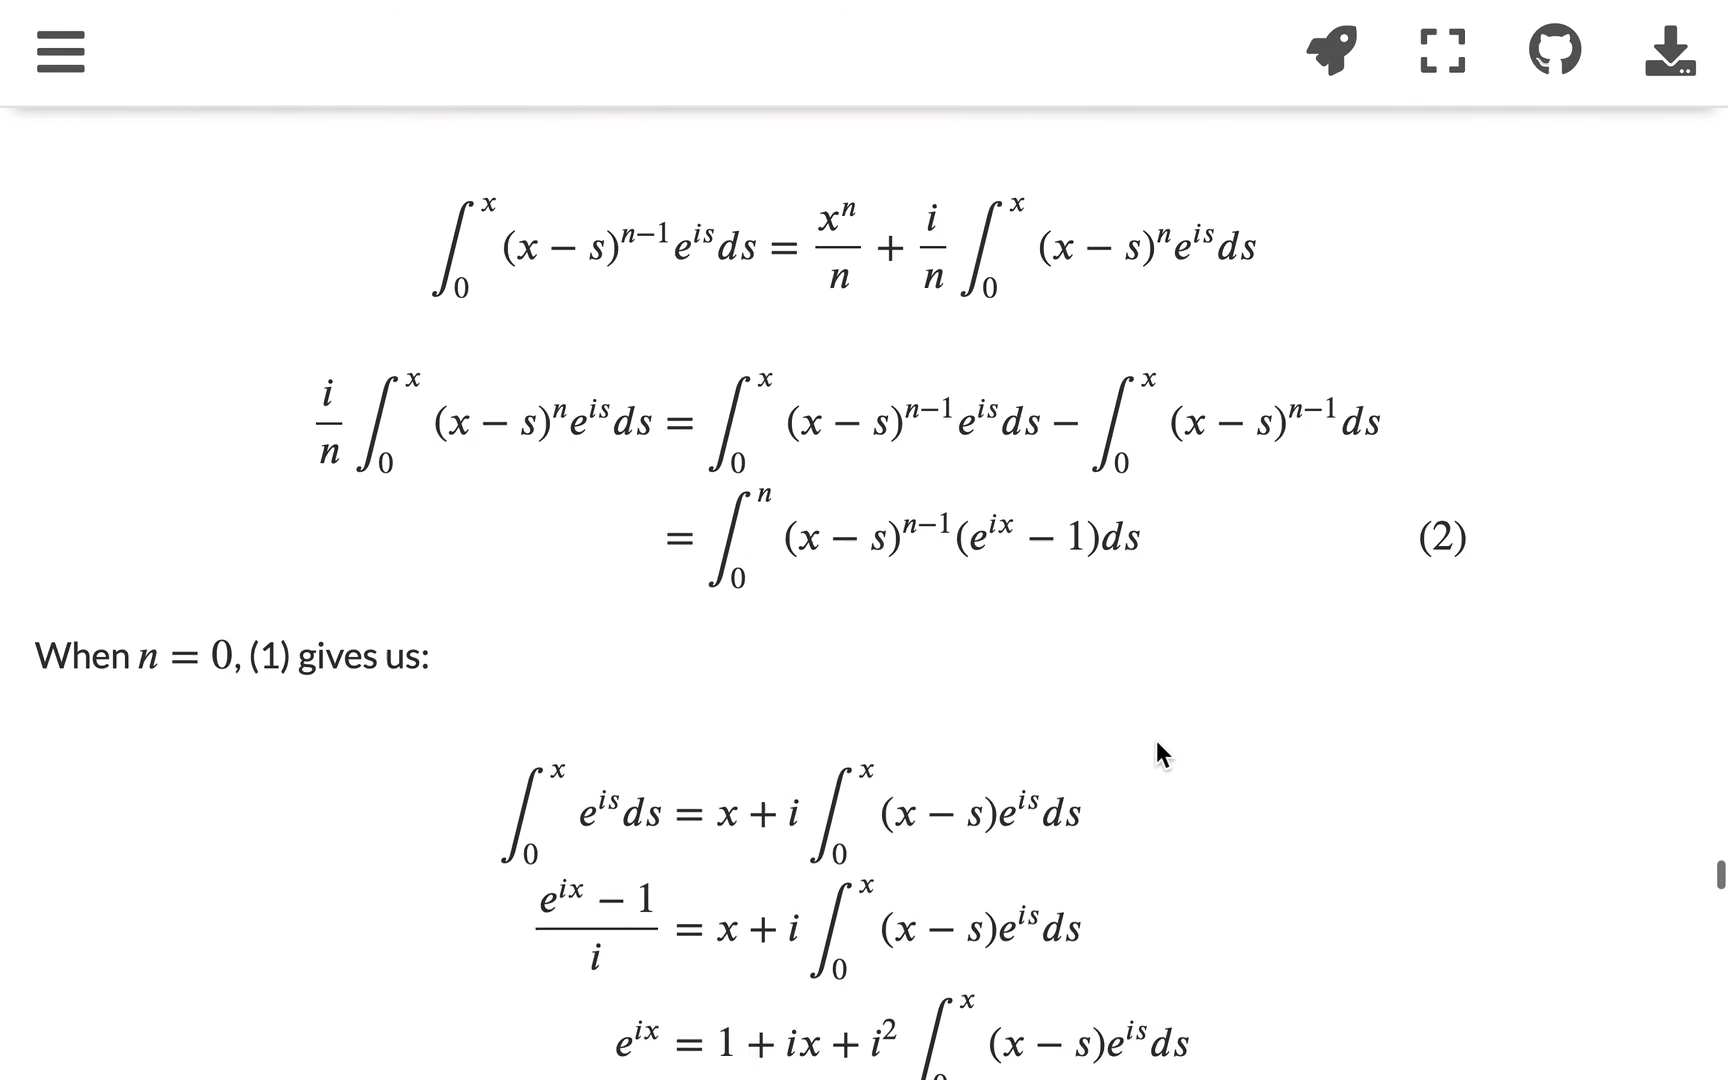 ∫₀ˣ (x − s)ⁿ⁻¹eⁱˢds = xⁿ/n + i/n ∫₀ˣ (x − s)ⁿeⁱˢds
i/n ∫₀ˣ (x − s)ⁿeⁱˢds = ∫₀ˣ (x − s)ⁿ⁻¹eⁱˢds − ∫₀ˣ (x − s)ⁿ⁻¹ds
= ∫₀ⁿ (x − s)ⁿ⁻¹(eⁱˣ − 1)ds (2)
When n = 0, (1) gives us:
∫₀ˣ eⁱˢds = x + i ∫₀ˣ (x − s)eⁱˢds
(eⁱˣ − 1)/i = x + i ∫₀ˣ (x − s)eⁱˢds
eⁱˣ = 1 + ix + i² ∫₀ˣ (x − s)eⁱˢds